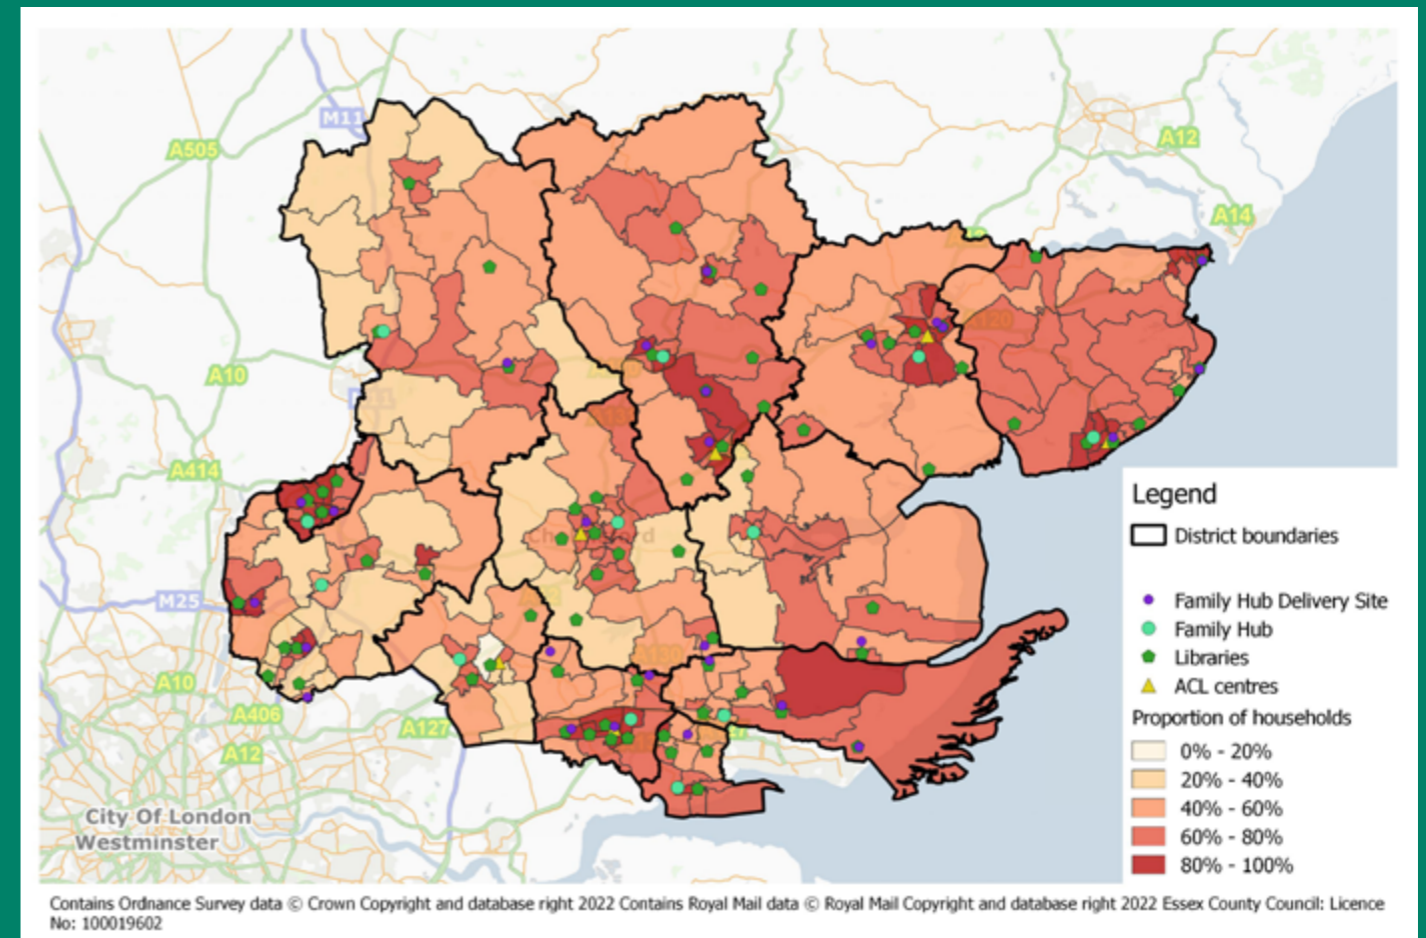 M11
A505
A12
A14
A120
A10
A414
Legend
District boundaries
M25
Family Hub Delivery Site
Family Hub
Libraries
A10
ACL centres
A406
Proportion of households
A127
A12
0% - 20%
20% - 40%
City Of London
40% - 60%
Westminster
60% - 80%
80% - 100%
Contains Ordnance Survey data © Crown Copyright and database right 2022 Contains Royal Mail data © Royal Mail Copyright and database right 2022 Essex County Council: Licence
No: 100019602